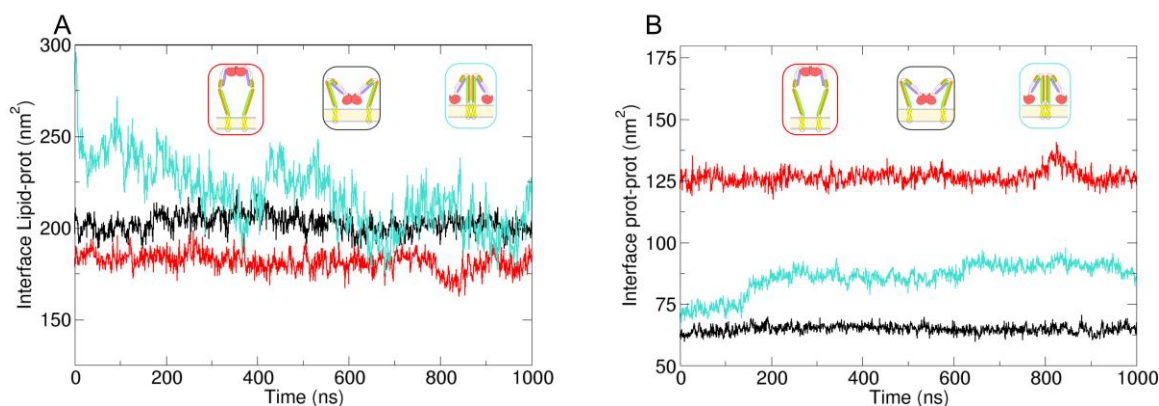 A
Interface Lipid-prot (nm²)
300
250
200
150
0 200 400 600 800 1000
Time (ns)
B
Interface prot-prot (nm²)
175
150
125
100
75
50
0 200 400 600 800 1000
Time (ns)